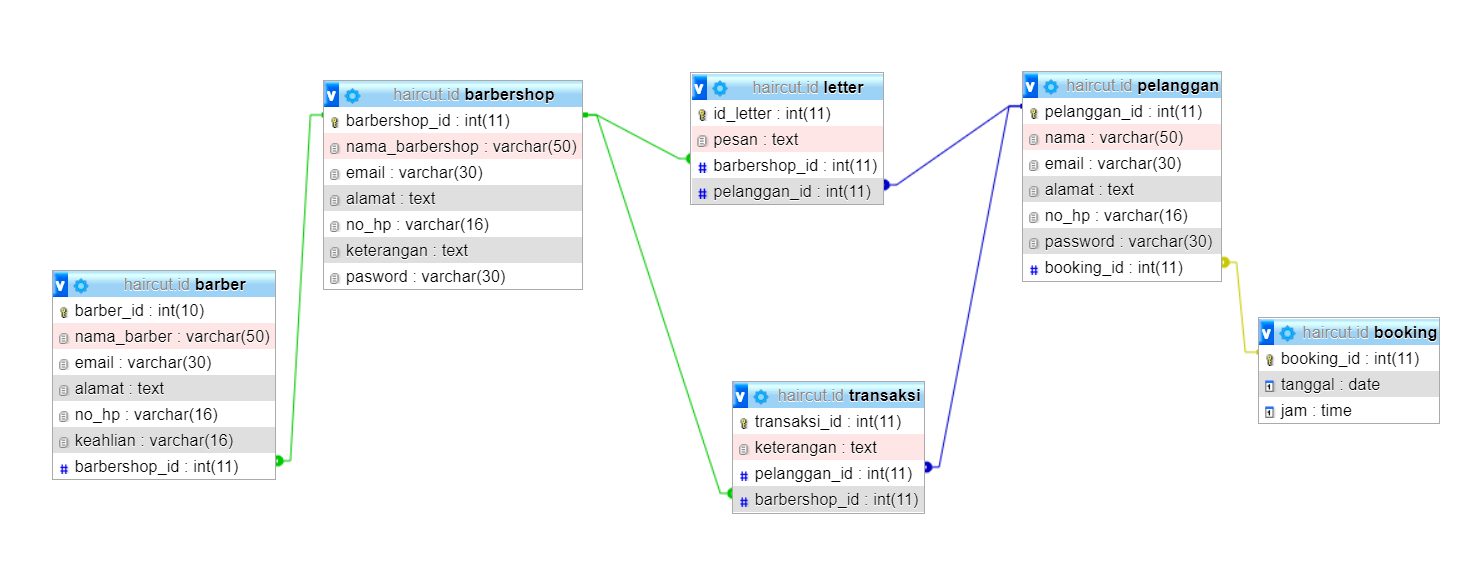 haircut.id barbershop
barbershop_id : int(11)
nama_barbershop : varchar(50)
email : varchar(30)
alamat : text
no_hp : varchar(16)
keterangan : text
pasword : varchar(30)
haircut.id barber
barber_id : int(10)
nama_barber : varchar(50)
email : varchar(30)
alamat : text
no_hp : varchar(16)
keahlian : varchar(16)
barbershop_id : int(11)
haircut.id letter
id_letter : int(11)
pesan : text
barbershop_id : int(11)
pelanggan_id : int(11)
haircut.id transaksi
transaksi_id : int(11)
keterangan : text
pelanggan_id : int(11)
barbershop_id : int(11)
haircut.id pelanggan
pelanggan_id : int(11)
nama : varchar(50)
email : varchar(30)
alamat : text
no_hp : varchar(16)
password : varchar(30)
booking_id : int(11)
haircut.id booking
booking_id : int(11)
tanggal : date
jam : time